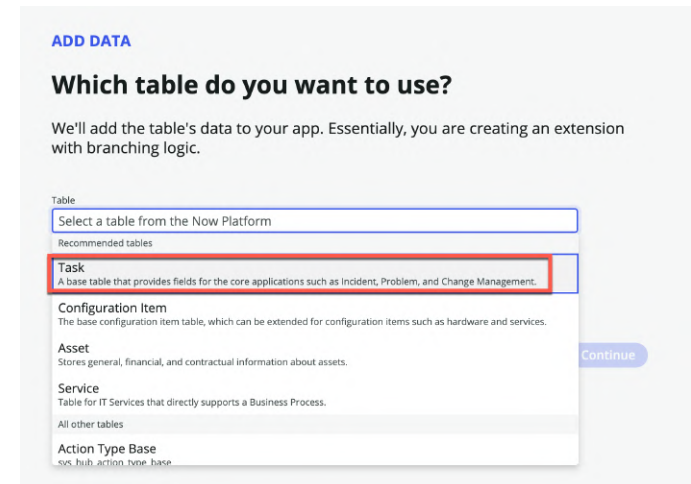 ADD DATA
Which table do you want to use?
We'll add the table's data to your app. Essentially, you are creating an extension
with branching logic.
Table
Select a table from the Now Platform
Recommended tables
Task
A base table that provides fields for the core applications such as Incident, Problem, and Change Management.
Configuration Item
The base configuration item table, which can be extended for configuration items such as hardware and services.
Asset
Stores general, financial, and contractual information about assets.
Continue
Service
Table for IT Services that directly supports a Business Process.
All other tables
Action Type Base
sys_hub_action_type_base